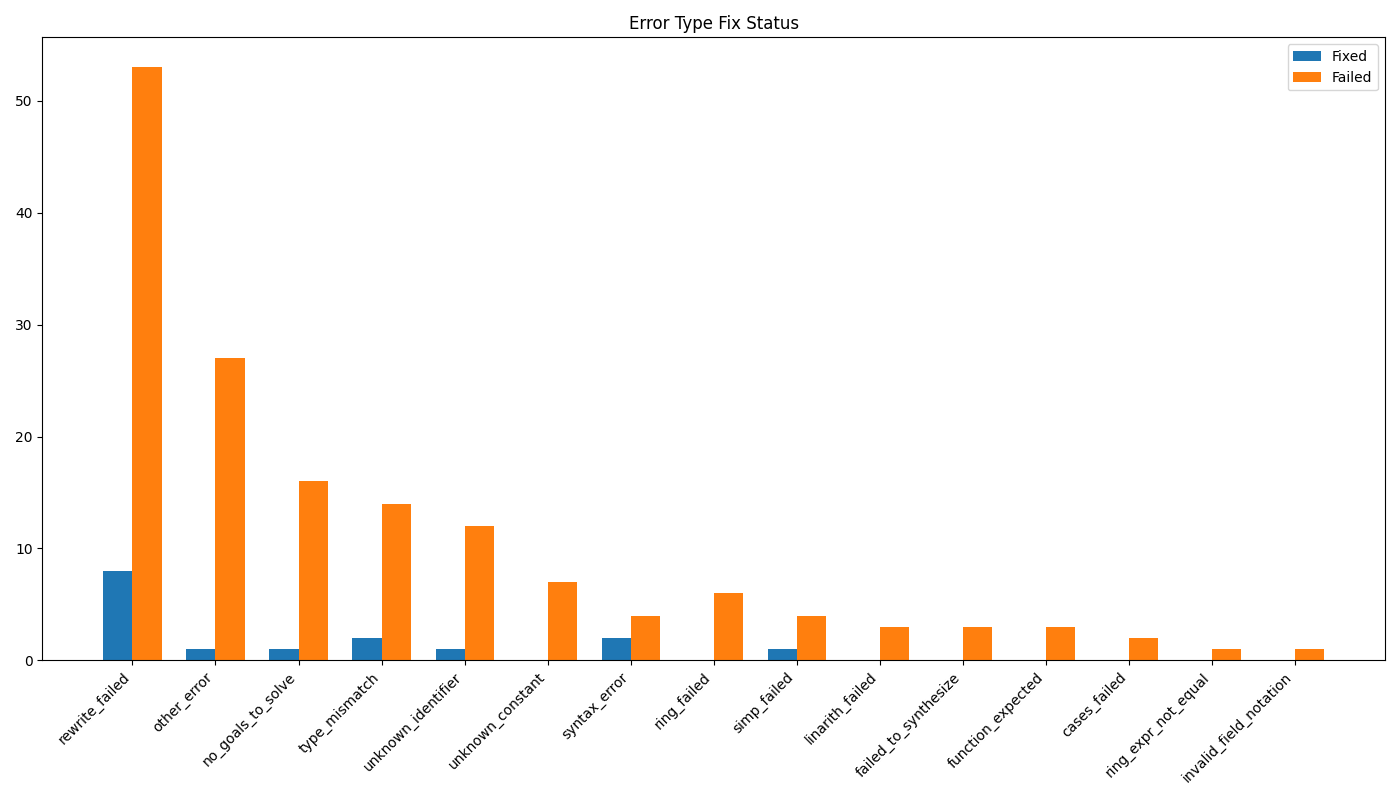 Error Type Fix Status
Fixed
Failed
50
40
30
20
10
0
rewrite_failed
other_error
no_goals_to_solve
type_mismatch
unknown_identifier
unknown_constant
syntax_error
ring_failed
simp_failed
linarith_failed
failed_to_synthesize
function_expected
cases_failed
ring_expr_not_equal
invalid_field_notation